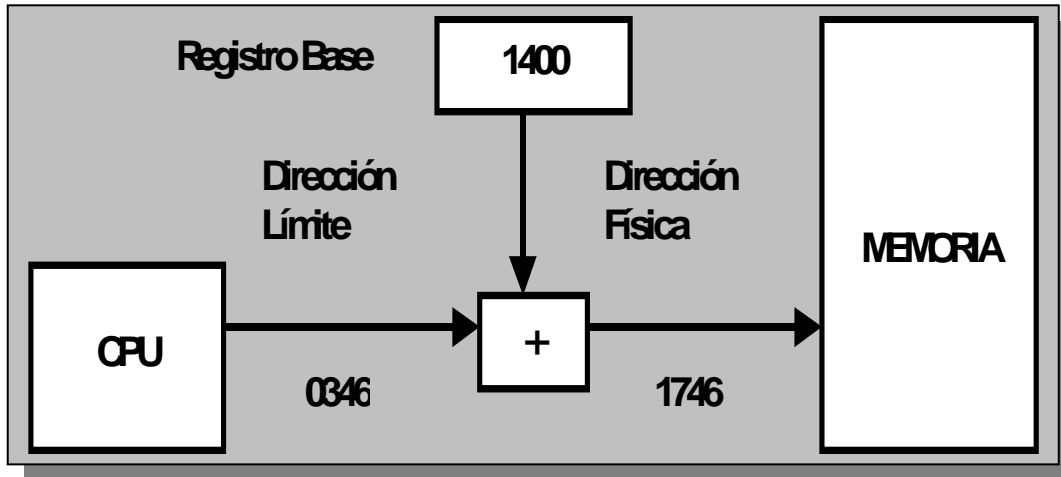 Registro Base
1400
Dirección
Límite
Dirección
Física
MEMORIA
CPU
+
0346
1746